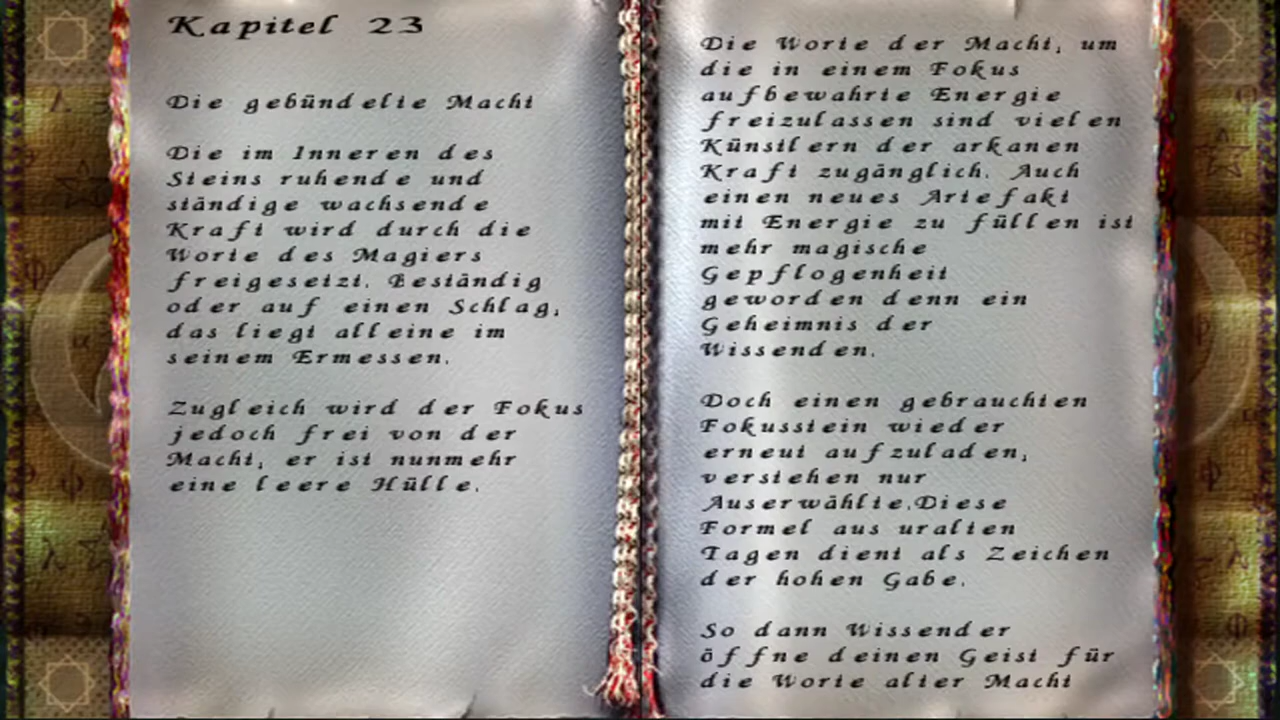 Kapitel 23
Die gebündelte Macht
Die im Inneren des
Steins ruhende und
ständige wachsende
Kraft wird durch die
Worte des Magiers
freigesetzt. Beständig
oder auf einen Schlag,
das liegt alleine im
seinem Ermessen.
Zugleich wird der Fokus
jedoch frei von der
Macht, er ist nunmehr
eine leere Hülle.
Die Worte der Macht, um
die in einem Fokus
aufbewahrte Energie
freizulassen sind vielen
Künstlern der arkanen
Kraft zugänglich. Auch
einen neues Artefakt
mit Energie zu füllen ist
mehr magische
Gepflogenheit
geworden denn ein
Geheimnis der
Wissenden.
Doch einen gebrauchten
Fokusstein wieder
erneut aufzuladen,
verstehen nur
Auserwählte.Diese
Formel aus uralten
Tagen dient als Zeichen
der hohen Gabe.
So dann Wissender
öffne deinen Geist für
die Worte alter Macht